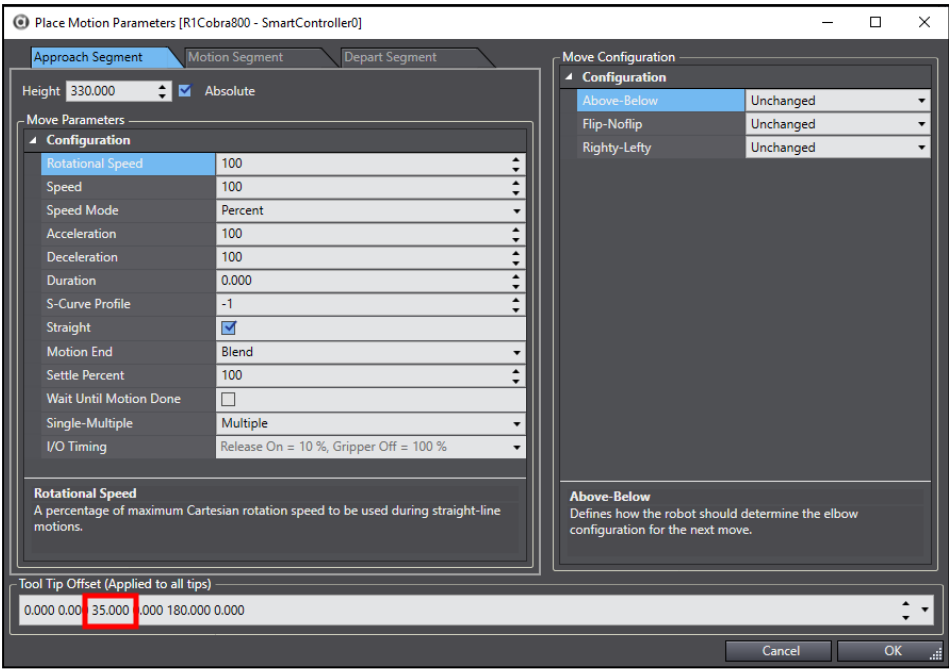 Place Motion Parameters [R1Cobra800 - SmartController0]
Approach Segment Motion Segment Depart Segment
Height 330.000 Absolute
Move Parameters
Configuration
Rotational Speed 100
Speed 100
Speed Mode Percent
Acceleration 100
Deceleration 100
Duration 0.000
S-Curve Profile -1
Straight
Motion End Blend
Settle Percent 100
Wait Until Motion Done
Single-Multiple Multiple
I/O Timing Release On = 10 %, Gripper Off = 100 %
Rotational Speed
A percentage of maximum Cartesian rotation speed to be used during straight-line
motions.
Move Configuration
Configuration
Above-Below Unchanged
Flip-Noflip Unchanged
Righty-Lefty Unchanged
Above-Below
Defines how the robot should determine the elbow
configuration for the next move.
Tool Tip Offset (Applied to all tips)
0.000 0.000 35.000 0.000 180.000 0.000
Cancel OK